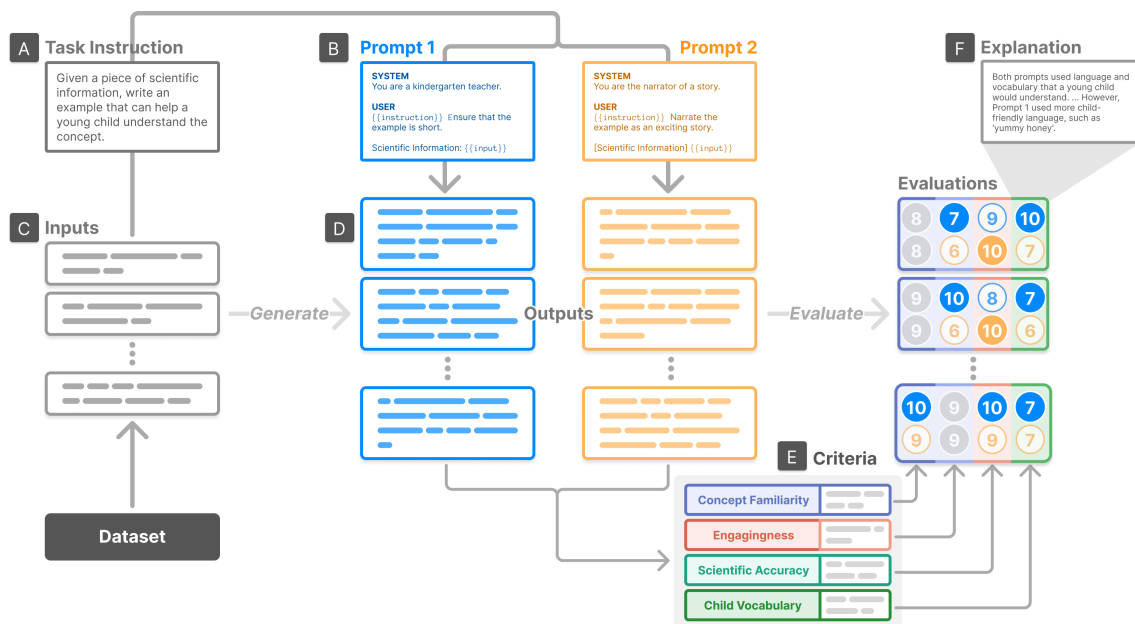 A Task Instruction
Given a piece of scientific
information, write an
example that can help a
young child understand the
concept.
B Prompt 1
SYSTEM
You are a kindergarten teacher.
USER
{{instruction}} Ensure that the
example is short.
Scientific Information: {{input}}
Prompt 2
SYSTEM
You are the narrator of a story.
USER
{{instruction}} Narrate the
example as an exciting story.
[Scientific Information] {{input}}
F Explanation
Both prompts used language and
vocabulary that a young child
would understand. ... However,
Prompt 1 used more child-
friendly language, such as
'yummy honey'.
C Inputs
Generate
Dataset
D
Outputs
Evaluate
Evaluations
8 7 9 10
8 6 10 7
9 10 8 7
9 6 10 6
10 9 10 7
9 9 9 7
E Criteria
Concept Familiarity
Engagingness
Scientific Accuracy
Child Vocabulary